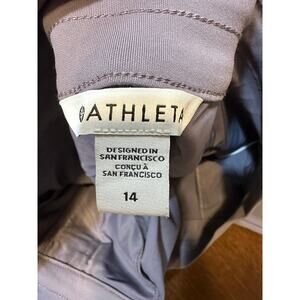 ATHLETA
DESIGNED IN
SAN FRANCISCO
CONÇU À
SAN FRANCISCO
14